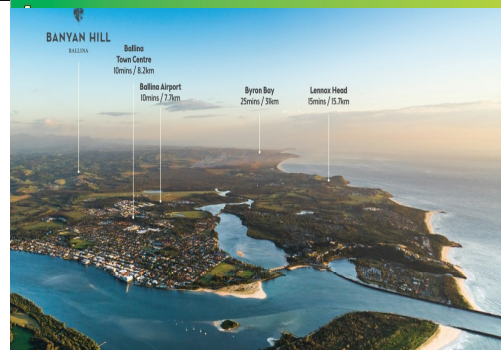 BANYAN HILL
BALLINA
Ballina
Town Centre
10mins / 8.2km
Ballina Airport
10mins / 7.7km
Byron Bay
25mins / 31km
Lennox Head
15mins / 15.7km